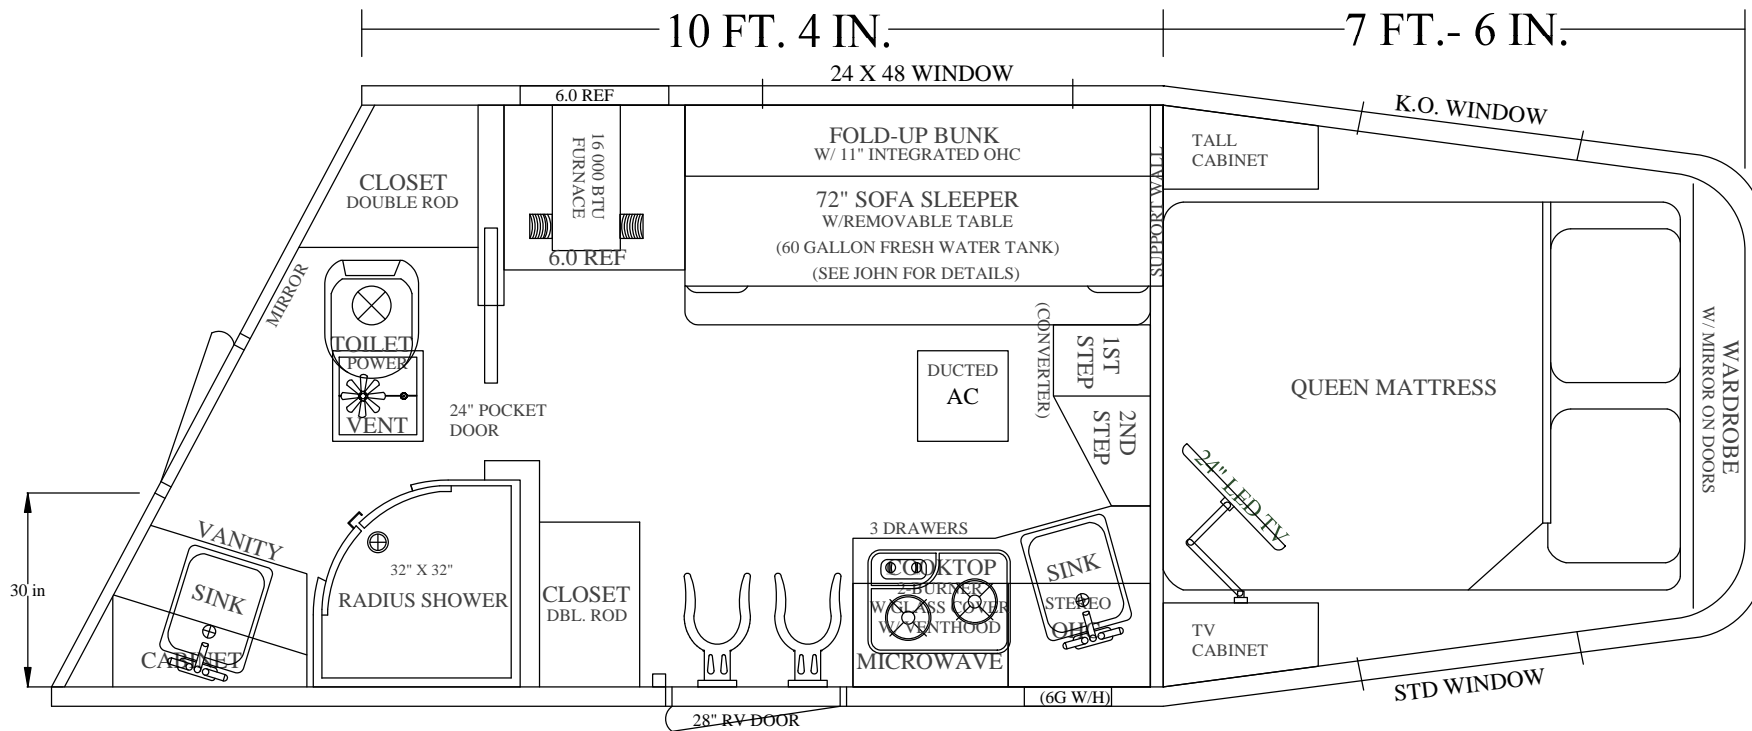 10 FT. 4 IN.
7 FT.- 6 IN.
24 X 48 WINDOW
6.0 REF
K.O. WINDOW
FOLD-UP BUNK
W/ 11" INTEGRATED OHC
16 000 BTU
FURNACE
TALL
CABINET
CLOSET
DOUBLE ROD
72" SOFA SLEEPER
W/REMOVABLE TABLE
(60 GALLON FRESH WATER TANK)
(SEE JOHN FOR DETAILS)
SUPPORT WALL
6.0 REF
MIRROR
TOILET
POWER
VENT
24" POCKET
DOOR
DUCTED
AC
(CONVERTER)
1ST
STEP
2ND
STEP
QUEEN MATTRESS
WARDROBE
W/ MIRROR ON DOORS
24" LED TV
30 in
VANITY
SINK
CABINET
32" X 32"
RADIUS SHOWER
CLOSET
DBL. ROD
3 DRAWERS
COOKTOP
2-BURNER
W/GLASS COVER
W/ VENTHOOD
MICROWAVE
SINK
STEREO
OHC
TV
CABINET
STD WINDOW
(6G W/H)
28" RV DOOR